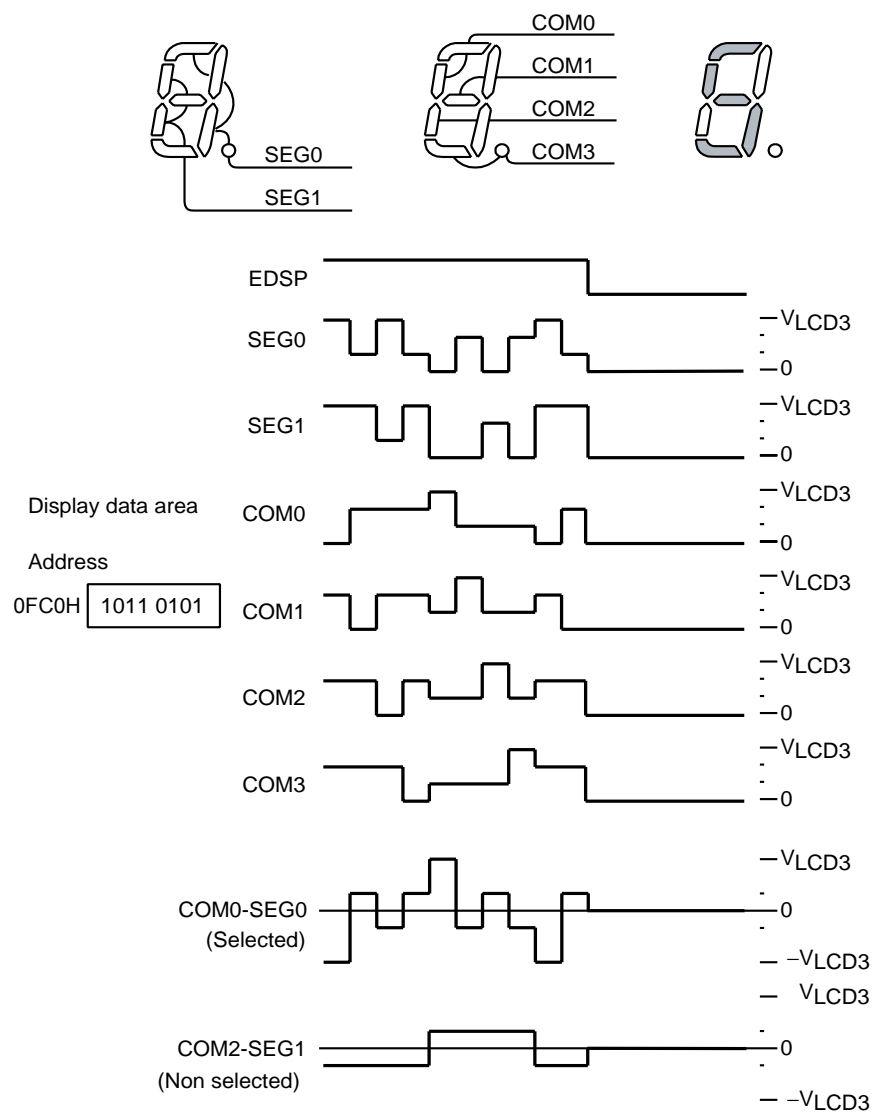 COM0
COM1
COM2
COM3
SEG0
SEG1
EDSP
SEG0
VLCD3
0
SEG1
VLCD3
0
Display data area
Address
0FC0H 1011 0101
COM0
VLCD3
0
COM1
VLCD3
0
COM2
VLCD3
0
COM3
VLCD3
0
COM0-SEG0
(Selected)
VLCD3
0
−VLCD3
COM2-SEG1
(Non selected)
VLCD3
0
−VLCD3